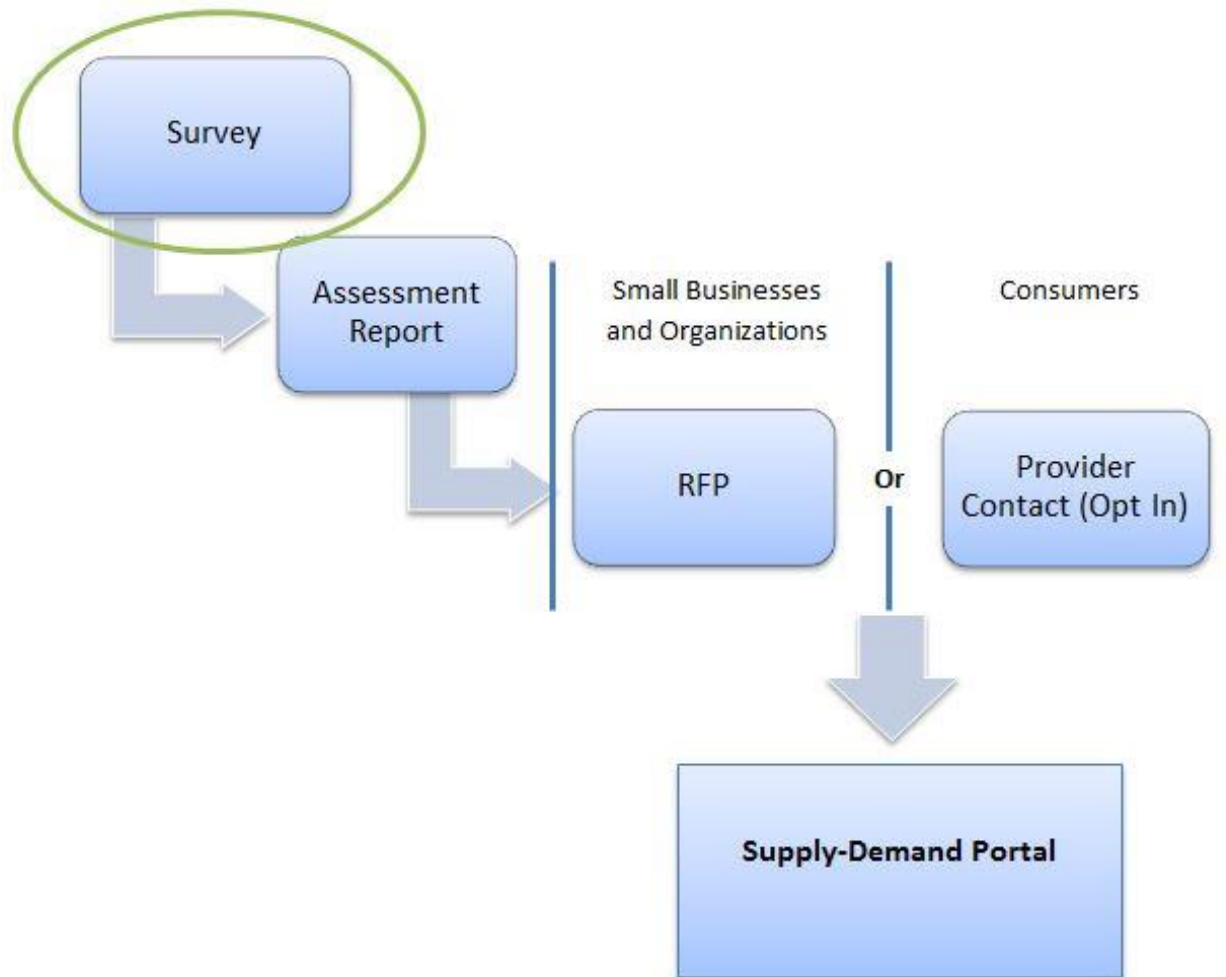 Survey
Assessment
Report
Small Businesses
and Organizations
Consumers
RFP
Or
Provider
Contact (Opt In)
Supply-Demand Portal